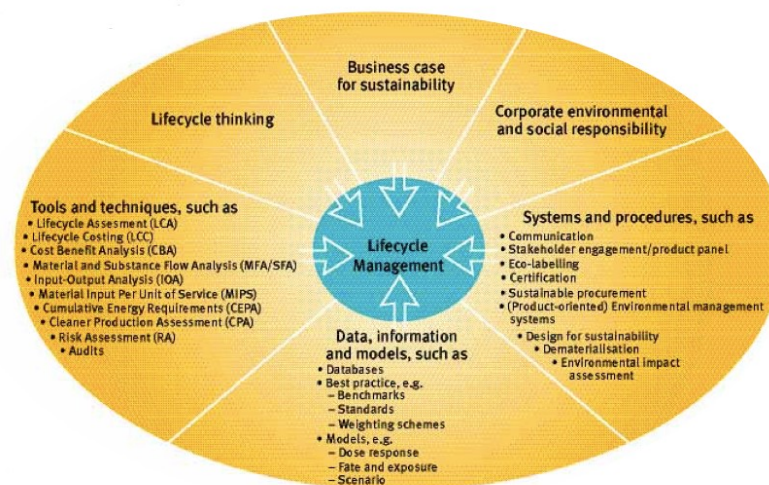 Business case
for sustainability
Lifecycle thinking
Corporate environmental
and social responsibility
Tools and techniques, such as
• Lifecycle Assesment (LCA)
• Lifecycle Costing (LCC)
• Cost Benefit Analysis (CBA)
• Material and Substance Flow Analysis (MFA/SFA)
• Input-Output Analysis (IOA)
• Material Input Per Unit of Service (MIPS)
• Cumulative Energy Requirements (CEPA)
• Cleaner Production Assessment (CPA)
• Risk Assessment (RA)
• Audits
Lifecycle
Management
Systems and procedures, such as
• Communication
• Stakeholder engagement/product panel
• Eco-labelling
• Certification
• Sustainable procurement
• (Product-oriented) Environmental management
systems
• Design for sustainability
• Dematerialisation
• Environmental impact
assessment
Data, information
and models, such as
• Databases
• Best practice, e.g.
– Benchmarks
– Standards
– Weighting schemes
• Models, e.g.
– Dose response
– Fate and exposure
– Scenario